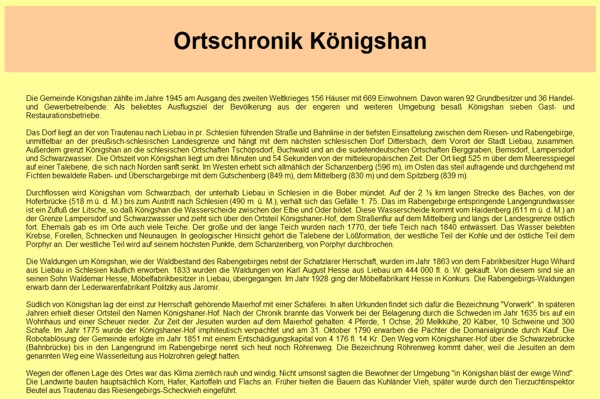 Ortschronik Königshan
Die Gemeinde Königshan zählte im Jahre 1945 am Ausgang des zweiten Weltkrieges 156 Häuser mit 669 Einwohnern. Davon waren 92 Grundbesitzer und 36 Handel-
und Gewerbetreibende. Als beliebtes Ausflugsziel der Bevölkerung aus der engeren und weiteren Umgebung besaß Königshan sieben Gast- und
Restaurationsbetriebe.
Das Dorf liegt an der von Trautenau nach Liebau in pr. Schlesien führenden Straße und Bahnlinie in der tiefsten Einsattelung zwischen dem Riesen- und Rabengebirge,
unmittelbar an der preußisch-schlesischen Landesgrenze und hängt mit dem nächsten schlesischen Dorf Dittersbach, dem Vorort der Stadt Liebau, zusammen.
Außerdem grenzt Königshan an die schlesischen Ortschaften Tschöpsdorf, Buchwald und an die sudetendeutschen Ortschaften Berggraben, Bernsdorf, Lampersdorf
und Schwarzwasser. Die Ortszeit von Königshan liegt um drei Minuten und 54 Sekunden von der mitteleuropäischen Zeit. Der Ort liegt 525 m über dem Meeresspiegel
auf einer Talebene, die sich nach Norden sanft senkt. Im Westen erhebt sich allmählich der Schanzenberg (596 m), im Osten das steil aufragende und durchgehend mit
Fichten bewaldete Raben- und Überschargebirge mit dem Gutschenberg (849 m), dem Mittelberg (830 m) und dem Spitzberg (839 m).
Durchflossen wird Königshan vom Schwarzbach, der unterhalb Liebau in Schlesien in die Bober mündet. Auf der 2 ½ km langen Strecke des Baches, von der
Hoferbrücke (518 m ü. d. M.) bis zum Austritt nach Schlesien (490 m. ü. M.), verhält sich das Gefälle 1: 75. Das im Rabengebirge entspringende Langengrundwasser
ist ein Zufluß der Litsche, so daß Königshan die Wasserscheide zwischen der Elbe und Oder bildet. Diese Wasserscheide kommt vom Haidenberg (611 m ü. d. M.) an
der Grenze Lampersdorf und Schwarzwasser und zieht sich über den Ortsteil Königshaner-Hof, dem Straßenflur auf dem Mittelberg und längs der Landesgrenze östlich
fort. Ehemals gab es im Orte auch viele Teiche. Der große und der lange Teich wurden nach 1770, der tiefe Teich nach 1840 entwässert. Das Wasser belebten
Krebse, Forellen, Schnecken und Neunaugen. In geologischer Hinsicht gehört die Talebene der Lößformation, der westliche Teil der Kohle und der östliche Teil dem
Porphyr an. Der westliche Teil wird auf seinem höchsten Punkte, dem Schanzenberg, von Porphyr durchbrochen.
Die Waldungen um Königshan, wie der Waldbestand des Rabengebirges nebst der Schatzlarer Herrschaft, wurden im Jahr 1863 von dem Fabrikbesitzer Hugo Wihard
aus Liebau in Schlesien käuflich erworben. 1833 wurden die Waldungen von Karl August Hesse aus Liebau um 444 000 fl. ö. W. gekauft. Von diesem sind sie an
seinen Sohn Waldemar Hesse, Möbelfabrikbesitzer in Liebau, übergegangen. Im Jahr 1928 ging der Möbelfabrikant Hesse in Konkurs. Die Rabengebirgs-Waldungen
erwarb dann der Lederwarenfabrikant Politzky aus Jaromir.
Südlich von Königshan lag der einst zur Herrschaft gehörende Maierhof mit einer Schäferei. In alten Urkunden findet sich dafür die Bezeichnung "Vorwerk". In späteren
Jahren erhielt dieser Ortsteil den Namen Königshaner-Hof. Nach der Chronik brannte das Vorwerk bei der Belagerung durch die Schweden im Jahr 1635 bis auf ein
Wohnhaus und einer Scheuer nieder. Zur Zeit der Jesuiten wurden auf dem Maierhof gehalten: 4 Pferde, 1 Ochse, 20 Melkkühe, 20 Kälber, 10 Schweine und 300
Schafe. Im Jahr 1775 wurde der Königshaner-Hof imphiteutisch verpachtet und am 31. Oktober 1790 erwarben die Pächter die Domanialgründe durch Kauf. Die
Robotablösung der Gemeinde erfolgte im Jahr 1851 mit einem Entschädigungskapital von 4 176 fl. 14 Kr. Den Weg vom Königshaner-Hof über die Schwarzebrücke
(Bahnbrücke) bis in den Langengrund im Rabengebirge nennt sich heut noch Röhrenweg. Die Bezeichnung Röhrenweg kommt daher, weil die Jesuiten an dem
genannten Weg eine Wasserleitung aus Holzrohren gelegt hatten.
Wegen der offenen Lage des Ortes war das Klima ziemlich rauh und windig. Nicht umsonst sagten die Bewohner der Umgebung "in Königshan bläst der ewige Wind".
Die Landwirte bauten hauptsächlich Korn, Hafer, Kartoffeln und Flachs an. Früher hielten die Bauern das Kuhländer Vieh, später wurde durch den Tierzuchtinspektor
Beutel aus Trautenau das Riesengebirgs-Scheckvieh eingeführt.